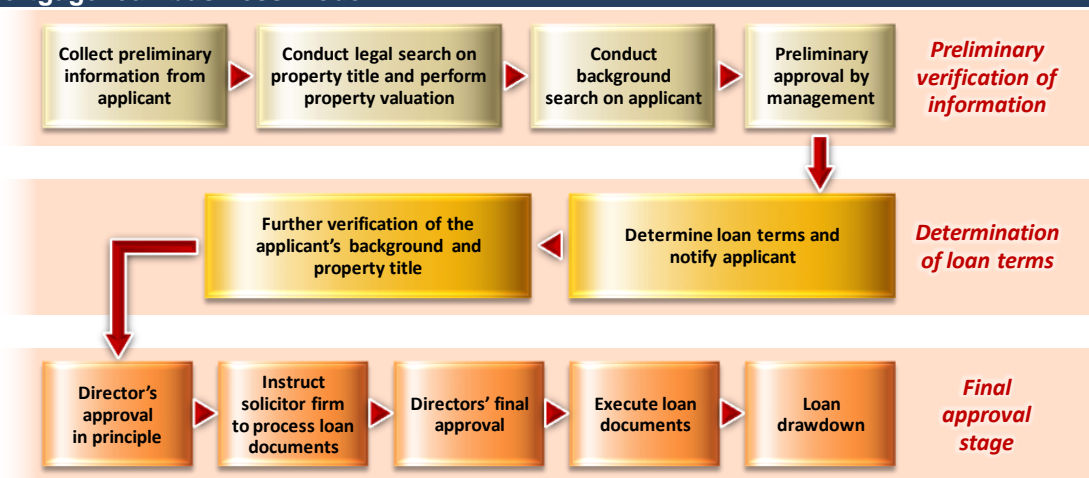 Collect preliminary
information from
applicant
Conduct legal search on
property title and perform
property valuation
Conduct
background
search on applicant
Preliminary
approval by
management
Preliminary
verification of
information
Further verification of the
applicant's background and
property title
Determine loan terms and
notify applicant
Determination
of loan terms
Director's
approval
in principle
Instruct
solicitor firm
to process loan
documents
Directors' final
approval
Execute loan
documents
Loan
drawdown
Final
approval
stage